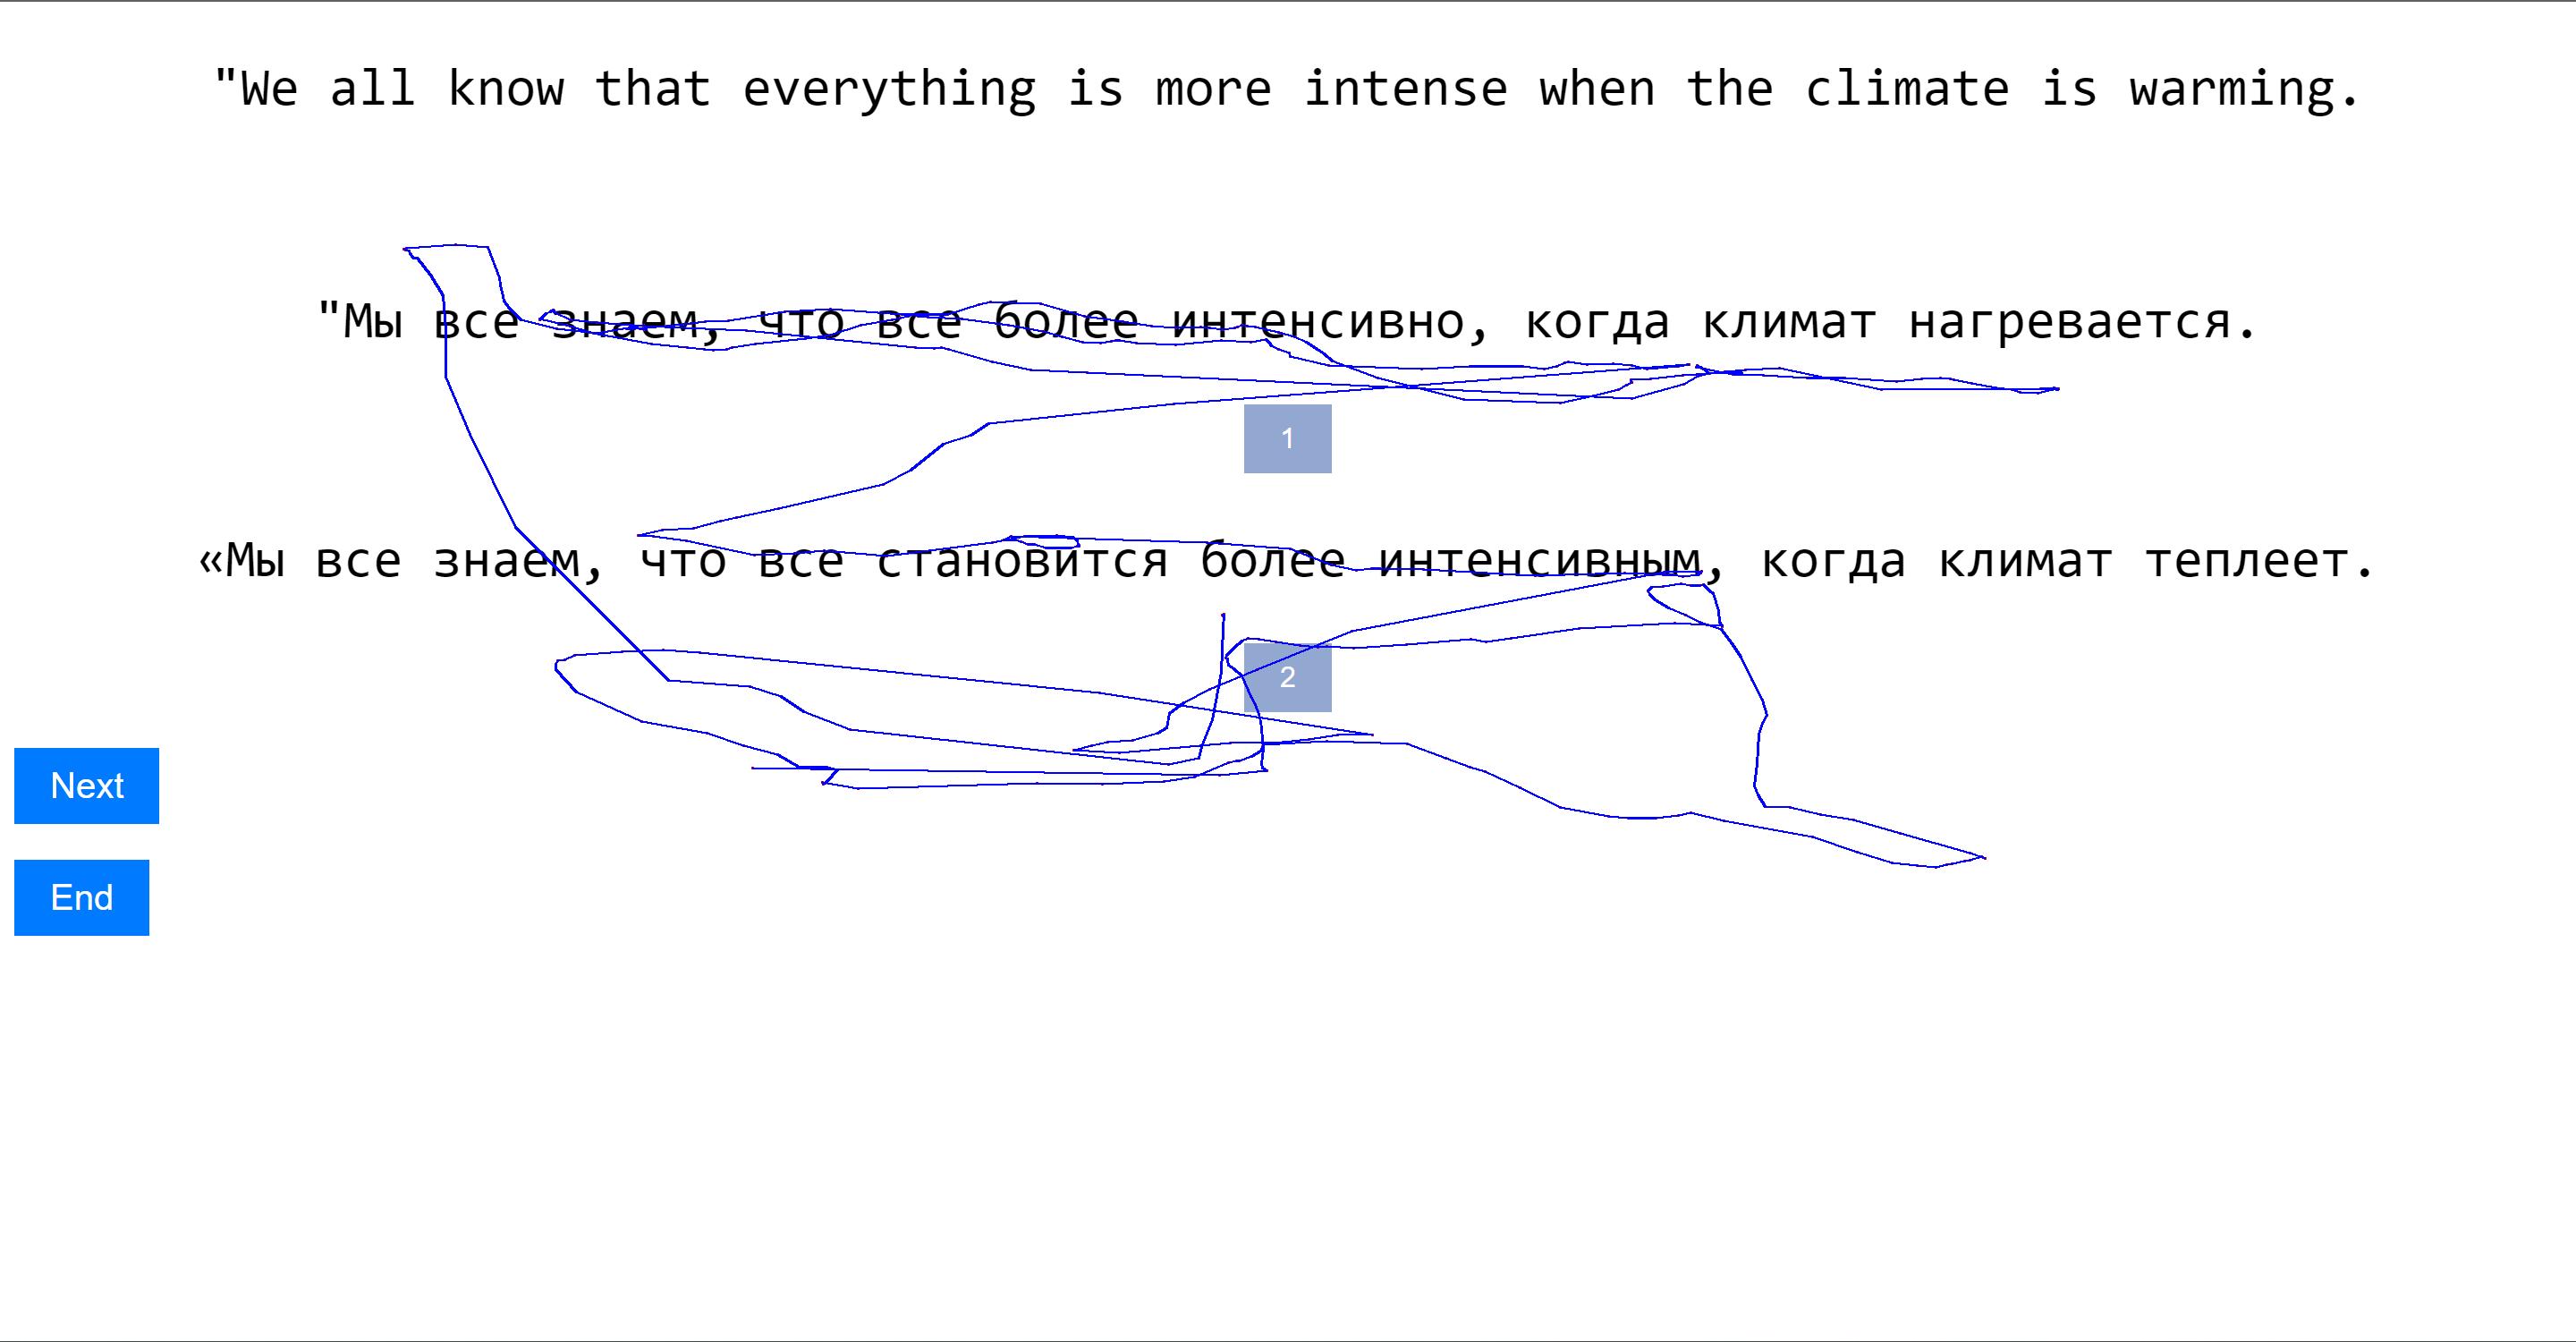 "We all know that everything is more intense when the climate is warming.
"Мы все знаем, что все более интенсивно, когда климат нагревается.
1
«Мы все знаем, что все становится более интенсивным, когда климат теплеет.
2
Next
End